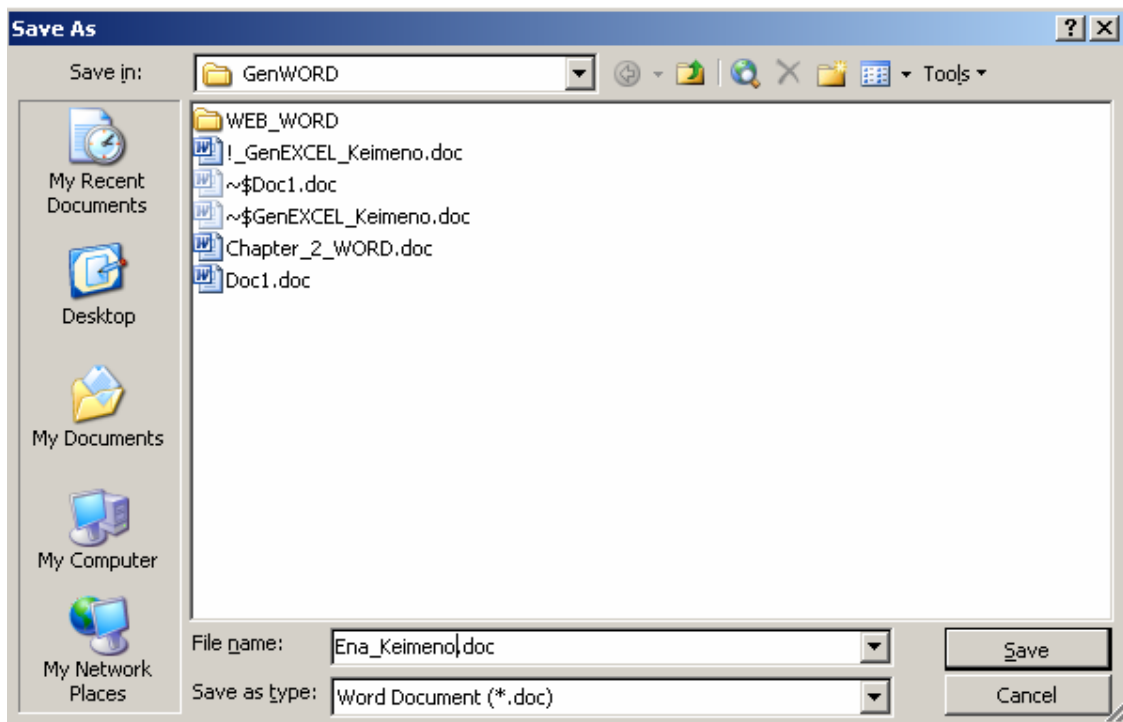 Save As
Save in:
GenWORD
Tools
My Recent
Documents
Desktop
My Documents
My Computer
My Network
Places
WEB_WORD
!_GenEXCEL_Keimeno.doc
~$Doc1.doc
~$GenEXCEL_Keimeno.doc
Chapter_2_WORD.doc
Doc1.doc
File name:
Ena_Keimeno.doc
Save
Save as type:
Word Document (*.doc)
Cancel